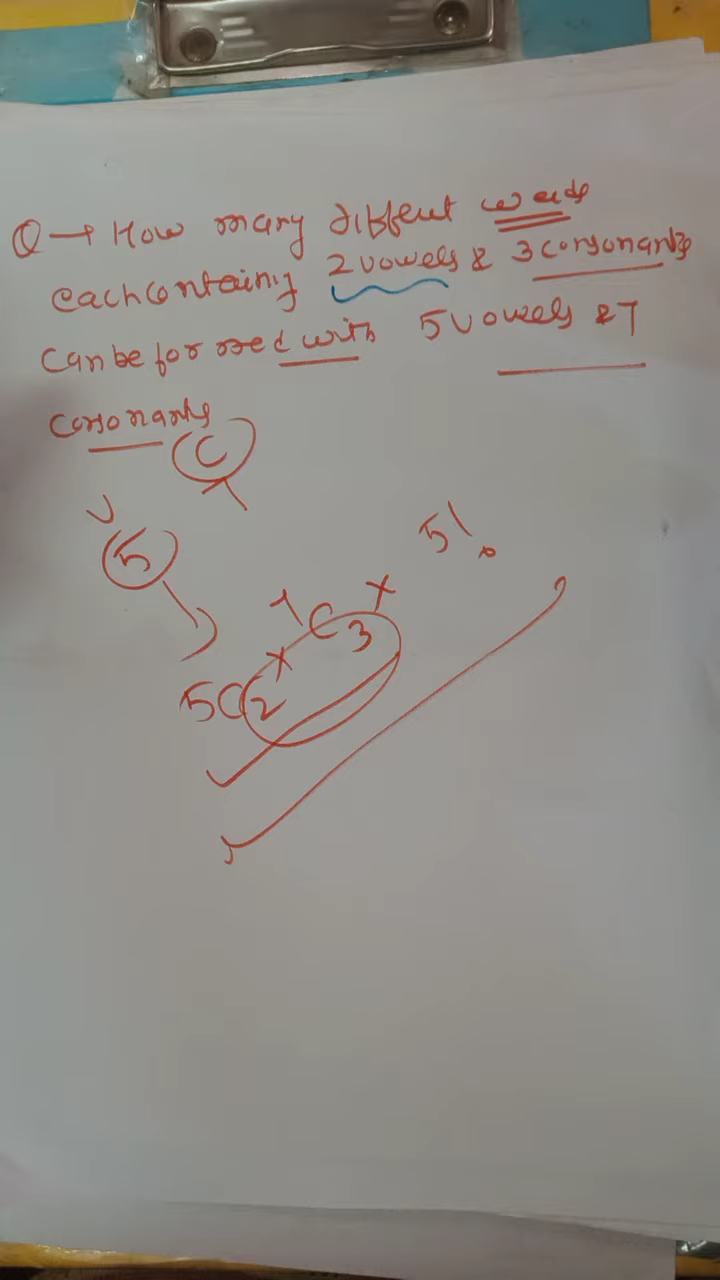 Q → How many different words
each containing 2 vowels & 3 consonants
can be formed with 5 vowels & 7
consonants
C
V
5
5!
7C3 ×
5C2 ×